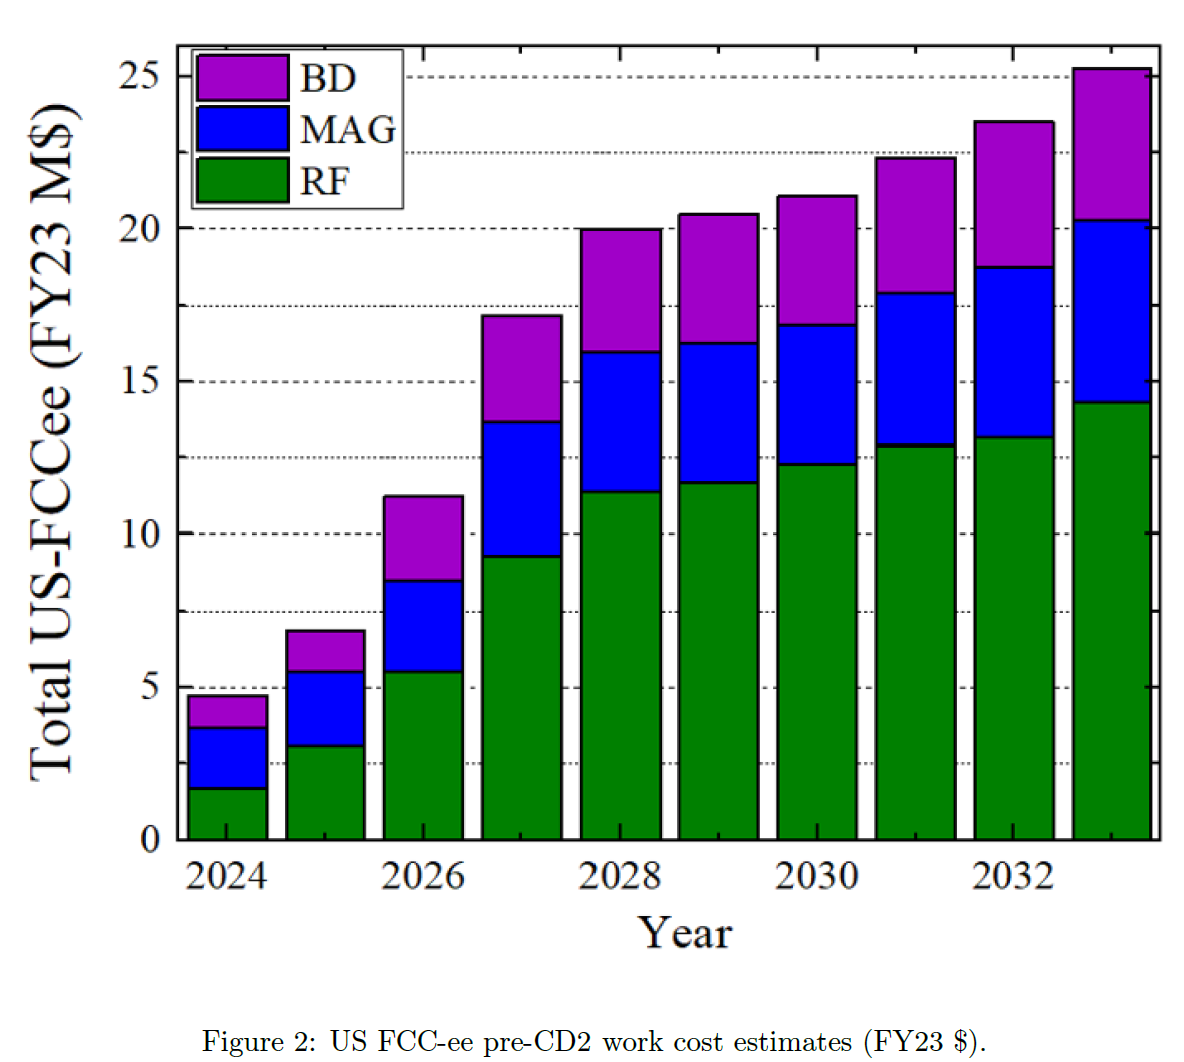 Total US-FCCee (FY23 M$)
25
20
15
10
5
0
BD
MAG
RF
2024 2026 2028 2030 2032
Year
Figure 2: US FCC-ee pre-CD2 work cost estimates (FY23 $).